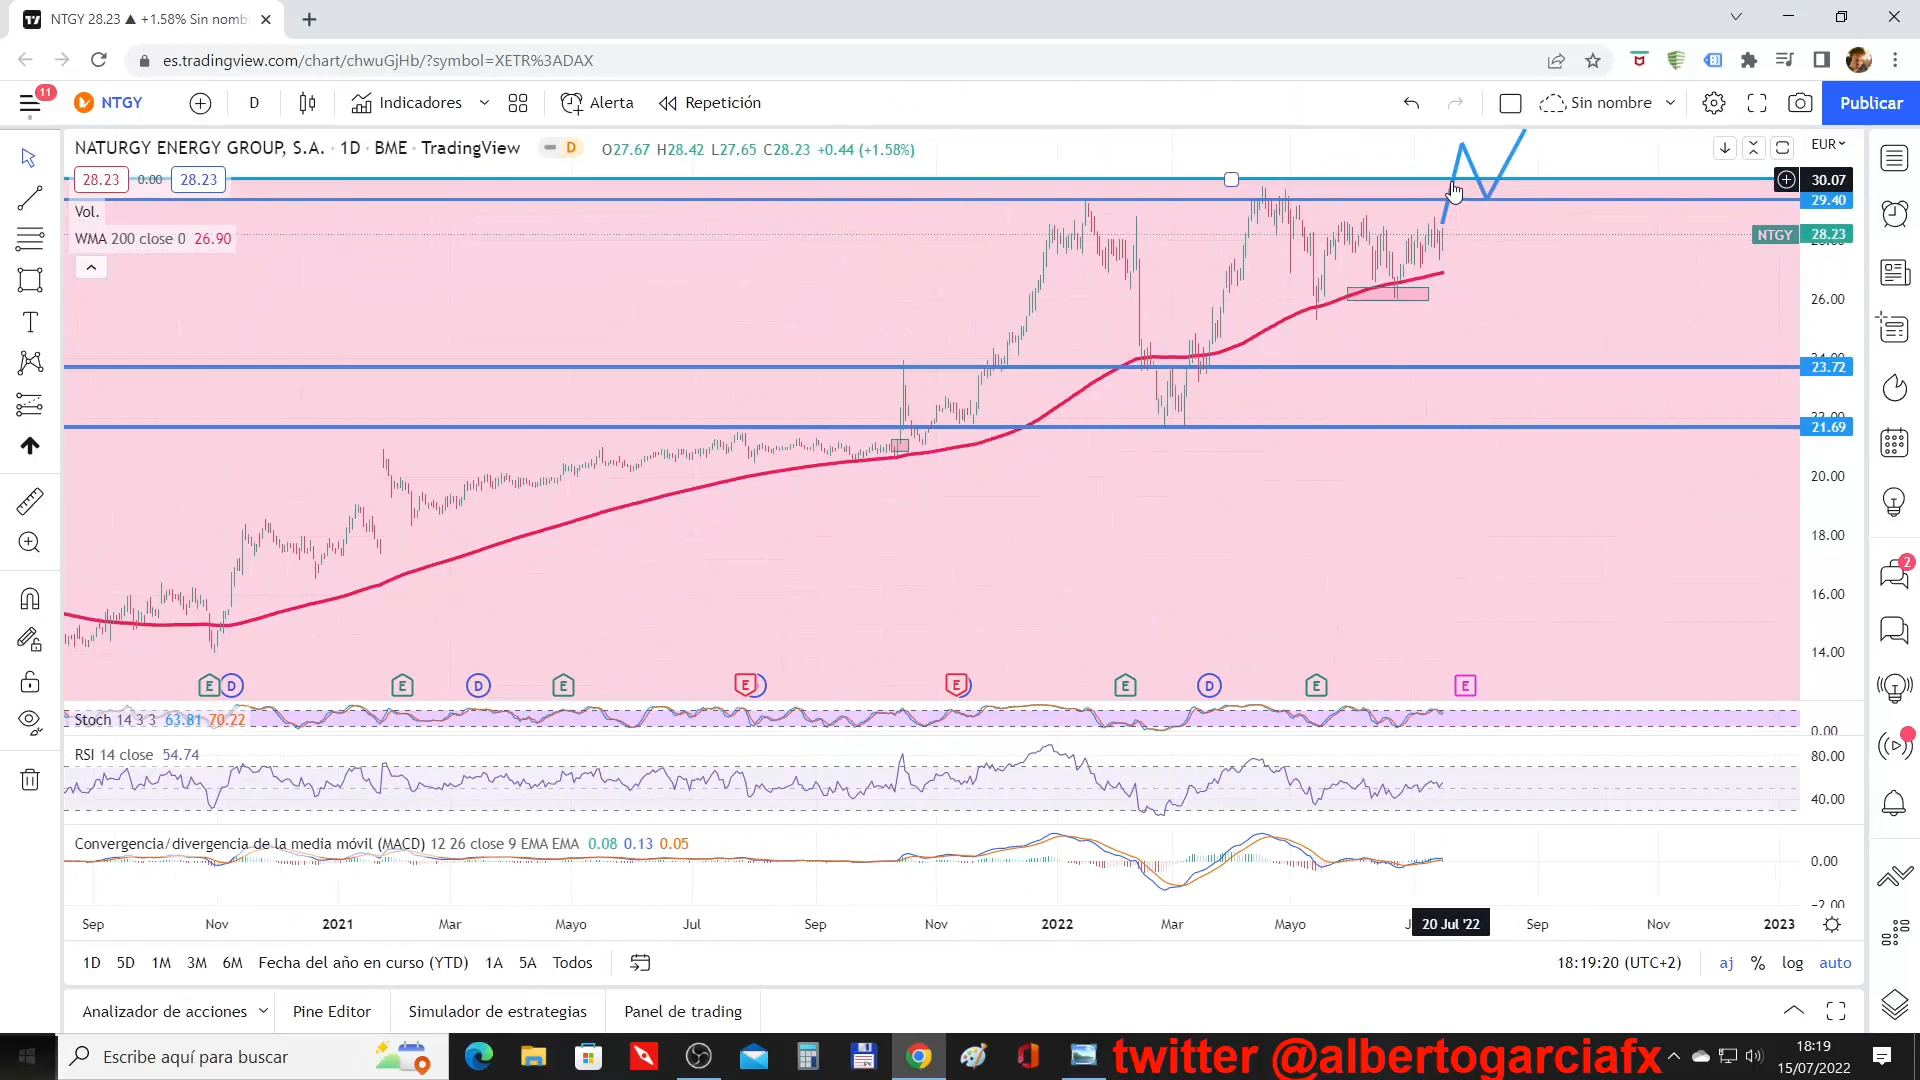 NTGY 28.23 ▲ +1.58% Sin nomb
es.tradingview.com/chart/chwuGjHb/?symbol=XETR%3ADAX
11
NTGY
D
Indicadores
Alerta
Repetición
Sin nombre
Publicar
NATURGY ENERGY GROUP, S.A. · 1D · BME · TradingView
D
O27.67 H28.42 L27.65 C28.23 +0.44 (+1.58%)
EUR
28.23
0.00
28.23
30.07
29.40
Vol.
WMA 200 close 0 26.90
NTGY
28.23
26.00
23.72
22.00
21.69
20.00
18.00
16.00
14.00
E
D
E
D
E
E
E
E
D
E
E
2
Stoch 14 3 3 63.81 70.22
0.00
RSI 14 close 54.74
80.00
40.00
Convergencia/divergencia de la media móvil (MACD) 12 26 close 9 EMA EMA 0.08 0.13 0.05
0.00
−2.00
Sep
Nov
2021
Mar
Mayo
Jul
Sep
Nov
2022
Mar
Mayo
20 Jul '22
Sep
Nov
2023
1D 5D 1M 3M 6M Fecha del año en curso (YTD) 1A 5A Todos
18:19:20 (UTC+2)
aj % log auto
Analizador de acciones
Pine Editor
Simulador de estrategias
Panel de trading
Escribe aquí para buscar
twitter @albertogarciafx
18:19
15/07/2022